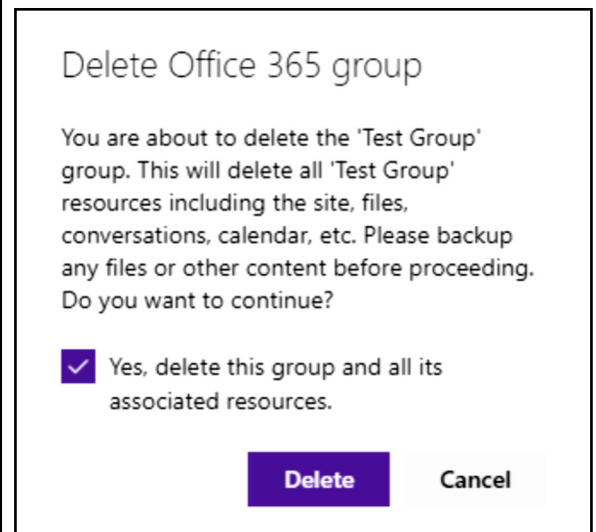 Delete Office 365 group
You are about to delete the 'Test Group'
group. This will delete all 'Test Group'
resources including the site, files,
conversations, calendar, etc. Please backup
any files or other content before proceeding.
Do you want to continue?
Yes, delete this group and all its
associated resources.
Delete
Cancel